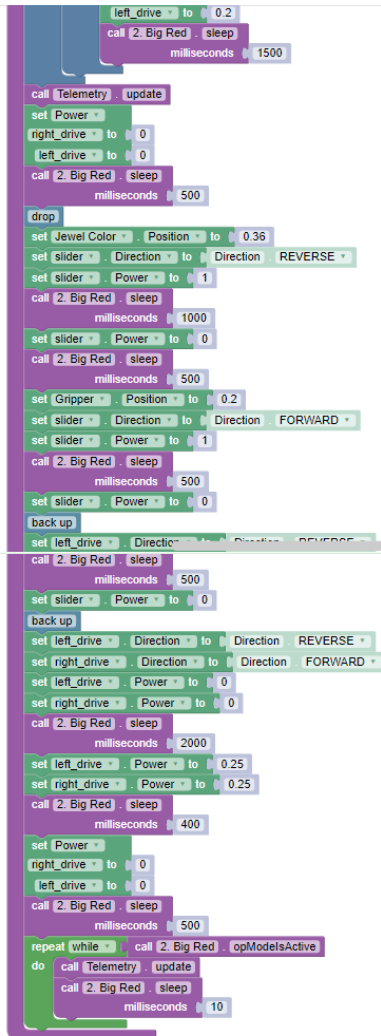 left_drive to 0.2
call 2. Big Red . sleep
milliseconds 1500
call Telemetry . update
set Power
right_drive to 0
left_drive to 0
call 2. Big Red . sleep
milliseconds 500
drop
set Jewel Color . Position to 0.36
set slider . Direction to Direction . REVERSE
set slider . Power to 1
call 2. Big Red . sleep
milliseconds 1000
set slider . Power to 0
call 2. Big Red . sleep
milliseconds 500
set Gripper . Position to 0.2
set slider . Direction to Direction . FORWARD
set slider . Power to 1
call 2. Big Red . sleep
milliseconds 500
set slider . Power to 0
back up
set left_drive . Direction to Direction REVERSE
call 2. Big Red . sleep
milliseconds 500
set slider . Power to 0
back up
set left_drive . Direction to Direction . REVERSE
set right_drive . Direction to Direction . FORWARD
set left_drive . Power to 0
set right_drive . Power to 0
call 2. Big Red . sleep
milliseconds 2000
set left_drive . Power to 0.25
set right_drive . Power to 0.25
call 2. Big Red . sleep
milliseconds 400
set Power
right_drive to 0
left_drive to 0
call 2. Big Red . sleep
milliseconds 500
repeat while call 2. Big Red . opModeIsActive
do call Telemetry . update
call 2. Big Red . sleep
milliseconds 10